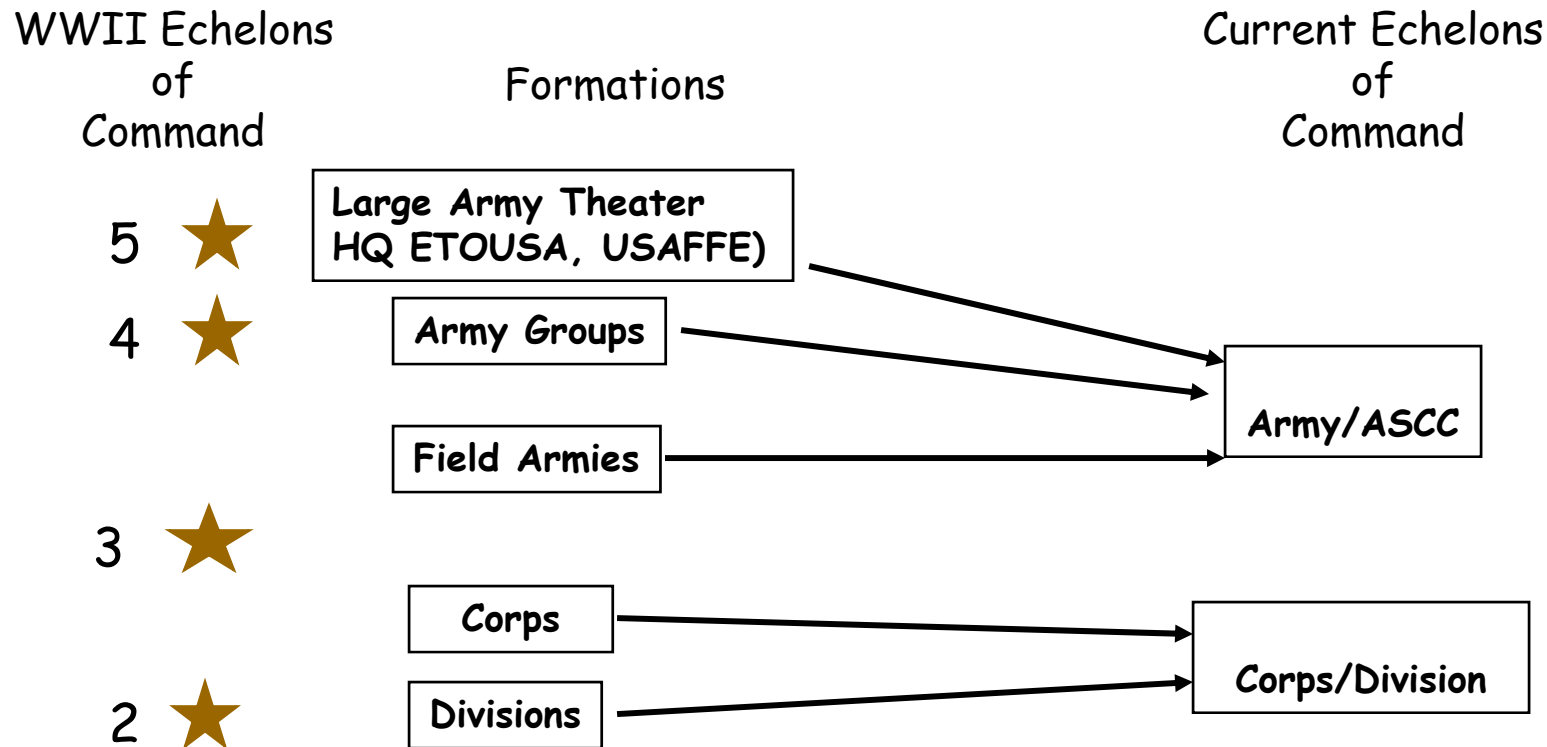 WWII Echelons
of
Command
Formations
Current Echelons
of
Command
5
Large Army Theater
HQ ETOUSA, USAFFE)
4
Army Groups
Army/ASCC
Field Armies
3
Corps
Corps/Division
2
Divisions